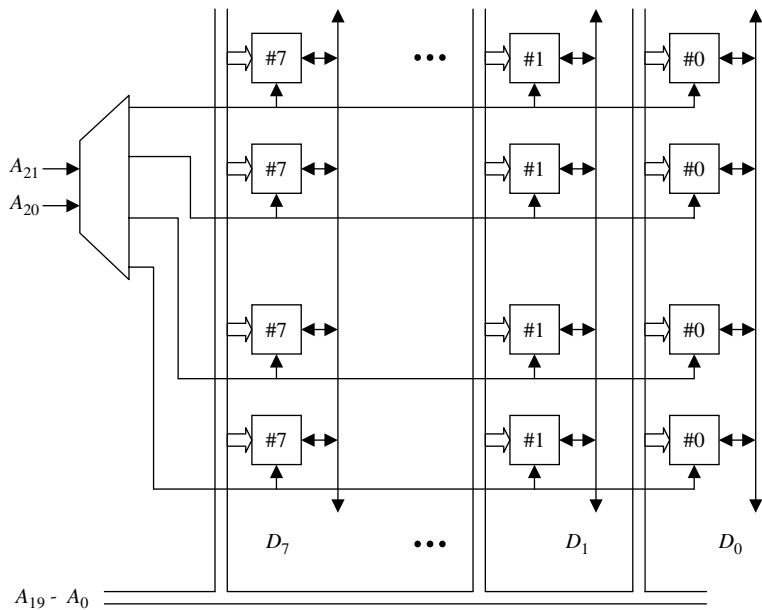 #7 ••• #1 #0
A₂₁
#7 #1 #0
A₂₀
#7 #1 #0
#7 #1 #0
D₇ ••• D₁ D₀
A₁₉ - A₀